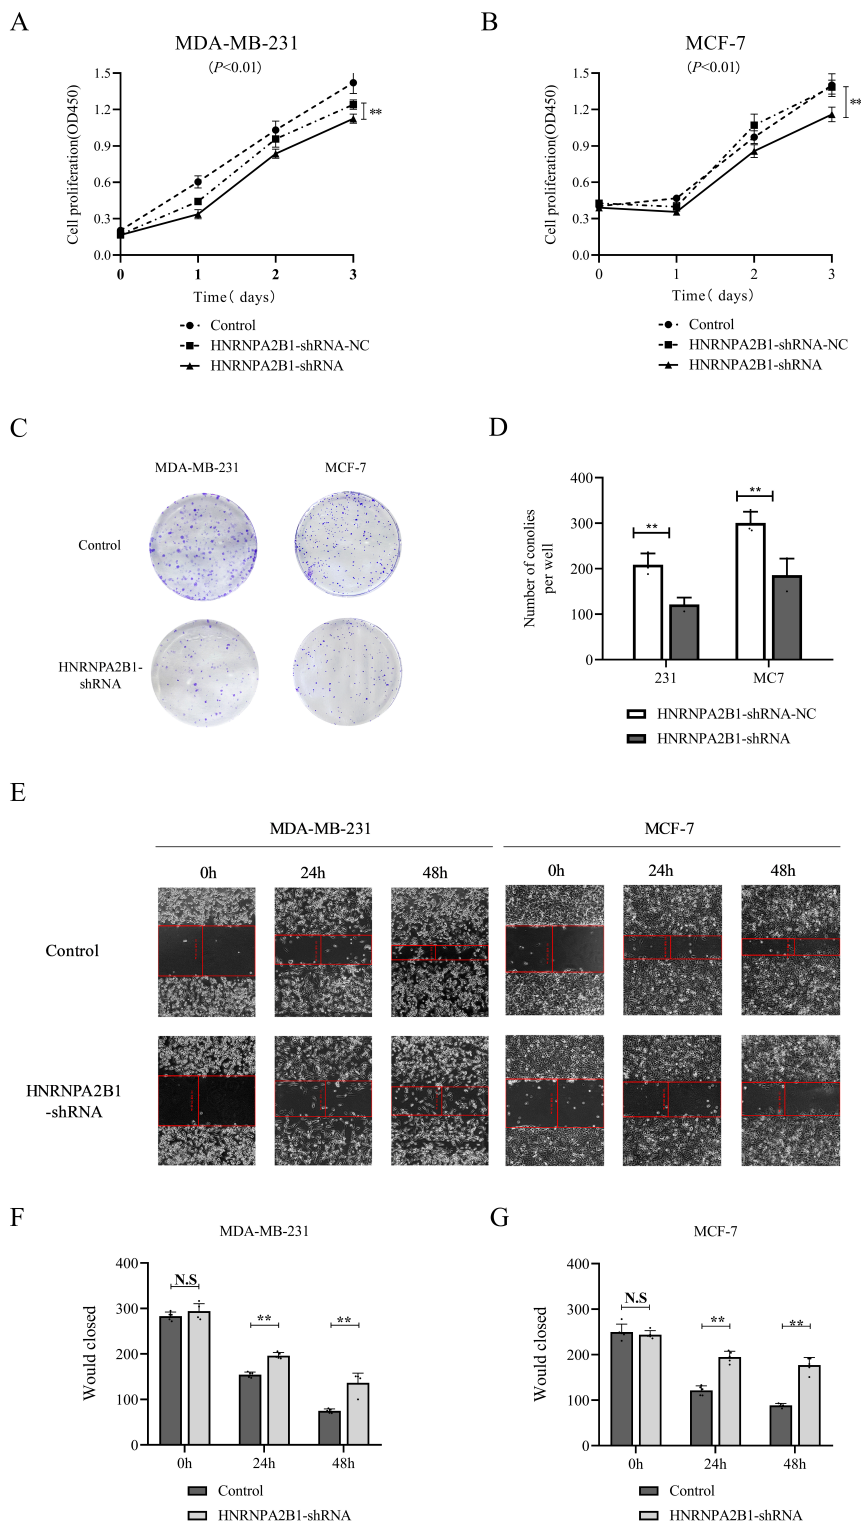 A
MDA-MB-231
(P<0.01)
Cell proliferation(OD450)
1.5
1.2
0.9
0.6
0.3
0.0
**
0 1 2 3
Time( days)
Control
HNRNPA2B1-shRNA-NC
HNRNPA2B1-shRNA
B
MCF-7
(P<0.01)
Cell proliferation(OD450)
1.5
1.2
0.9
0.6
0.3
0.0
**
0 1 2 3
Time( days)
Control
HNRNPA2B1-shRNA-NC
HNRNPA2B1-shRNA
C
MDA-MB-231 MCF-7
Control
HNRNPA2B1-
shRNA
D
Number of conolies
per well
400
300
200
100
0
** **
231 MC7
HNRNPA2B1-shRNA-NC
HNRNPA2B1-shRNA
E
MDA-MB-231 MCF-7
0h 24h 48h 0h 24h 48h
Control
HNRNPA2B1
-shRNA
F
MDA-MB-231
Would closed
400
300
200
100
0
N.S ** **
0h 24h 48h
Control
HNRNPA2B1-shRNA
G
MCF-7
Would closed
400
300
200
100
0
N.S ** **
0h 24h 48h
Control
HNRNPA2B1-shRNA